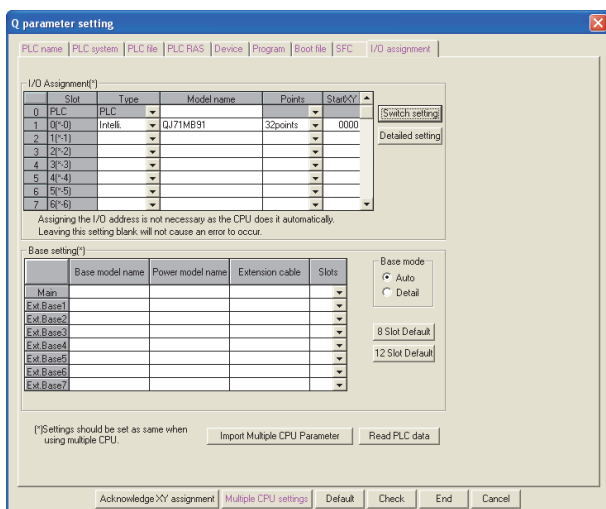 Q parameter setting
PLC name PLC system PLC file PLC RAS Device Program Boot file SFC I/O assignment
I/O Assignment(*)
Slot Type Model name Points StartXY
0 PLC PLC
1 0(*-0) Intelli. QJ71MB91 32points 0000
2 1(*-1)
3 2(*-2)
4 3(*-3)
5 4(*-4)
6 5(*-5)
7 6(*-6)
Switch setting
Detailed setting
Assigning the I/O address is not necessary as the CPU does it automatically.
Leaving this setting blank will not cause an error to occur.
Base setting(*)
Base model name Power model name Extension cable Slots
Main
Ext.Base1
Ext.Base2
Ext.Base3
Ext.Base4
Ext.Base5
Ext.Base6
Ext.Base7
Base mode
Auto
Detail
8 Slot Default
12 Slot Default
(*)Settings should be set as same when
using multiple CPU.
Import Multiple CPU Parameter Read PLC data
Acknowledge XY assignment Multiple CPU settings Default Check End Cancel